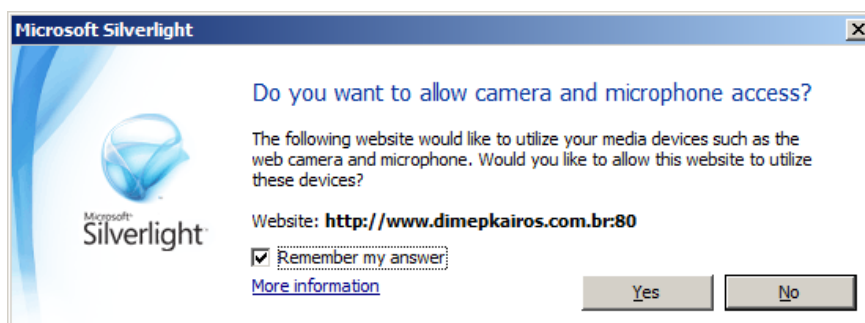 Microsoft Silverlight
Do you want to allow camera and microphone access?
The following website would like to utilize your media devices such as the
web camera and microphone. Would you like to allow this website to utilize
these devices?
Microsoft®
Silverlight
Website: http://www.dimepkairos.com.br:80
Remember my answer
More information
Yes
No